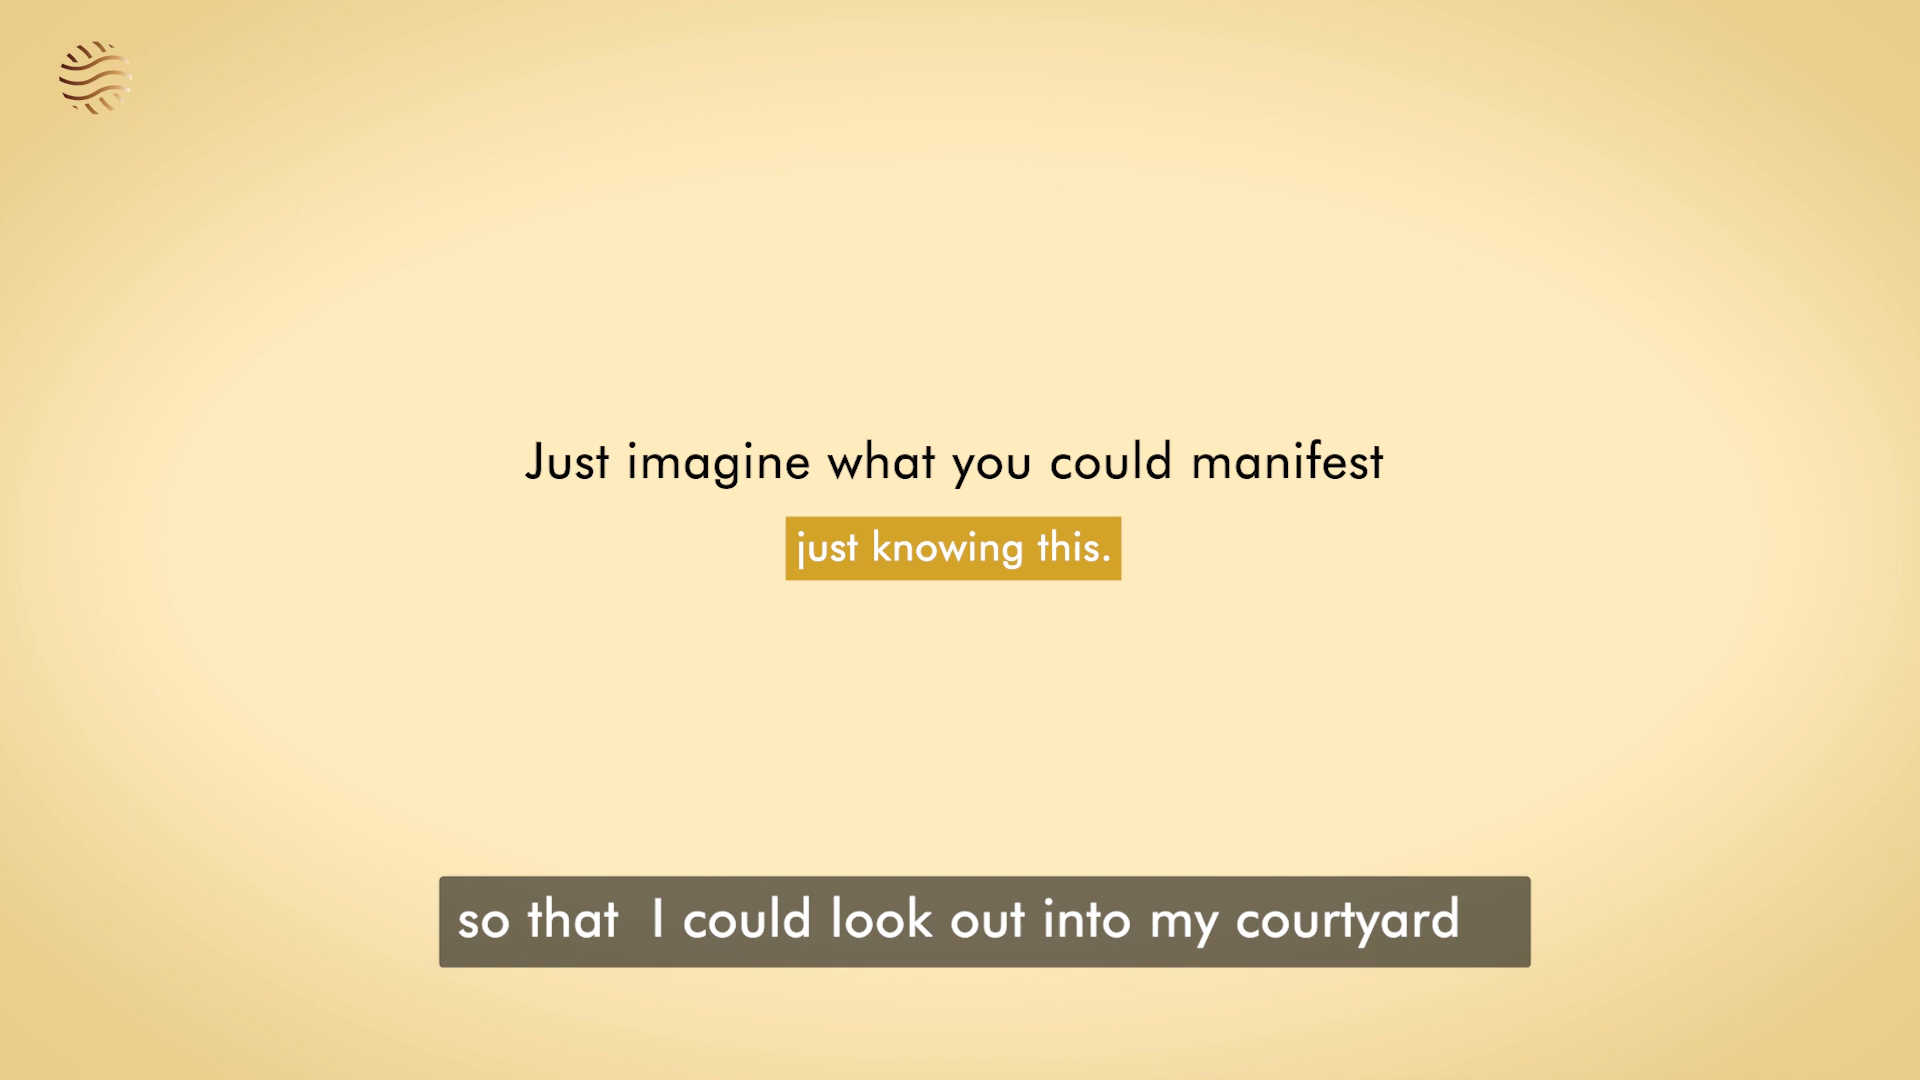 Just imagine what you could manifest
just knowing this.
so that  I could look out into my courtyard